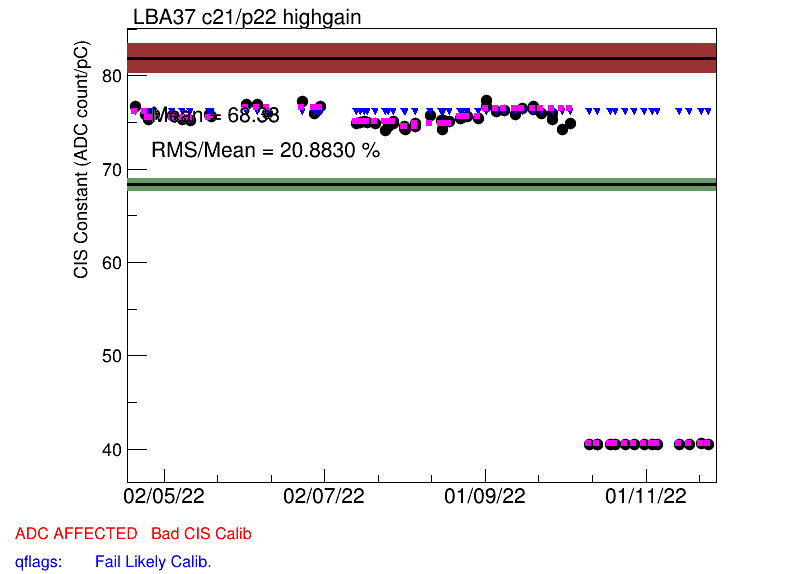 LBA37 c21/p22 highgain
CIS Constant (ADC count/pC)
80
Mean = 68.33
70
RMS/Mean = 20.8830 %
60
50
40
02/05/22 02/07/22 01/09/22 01/11/22
ADC AFFECTED Bad CIS Calib
qflags: Fail Likely Calib.